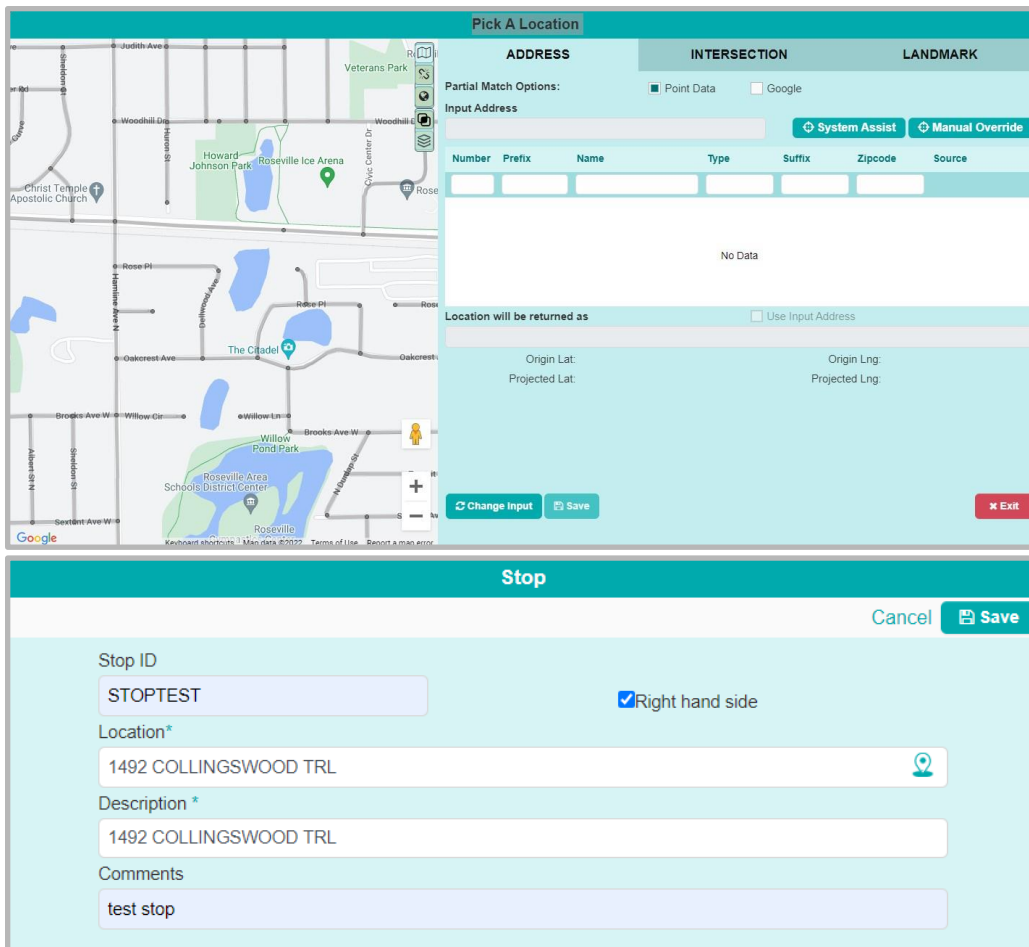 Pick A Location
Judith Ave
Sheldon St
Veterans Park
Woodhill Dr
Huron St
Howard
Johnson Park
Roseville Ice Arena
Civic Center Dr
Christ Temple
Apostolic Church
Rose Pl
Hamline Ave N
Dellwood Ave
Rose Pl
The Citadel
Oakcrest Ave
Oakcrest
Brooks Ave W
Willow Cir
Willow Ln
Brooks Ave W
Willow
Pond Park
Albert St N
Sheldon St
Roseville Area
Schools District Center
N Dunlap St
Sextant Ave W
Roseville
Google
Keyboard shortcuts
Map data ©2022
Terms of Use
Report a map error
ADDRESS INTERSECTION LANDMARK
Partial Match Options: Point Data Google
Input Address
System Assist Manual Override
Number Prefix Name Type Suffix Zipcode Source
No Data
Location will be returned as Use Input Address
Origin Lat: Origin Lng:
Projected Lat: Projected Lng:
Change Input Save Exit
Stop
Cancel Save
Stop ID
STOPTEST
Right hand side
Location*
1492 COLLINGSWOOD TRL
Description *
1492 COLLINGSWOOD TRL
Comments
test stop